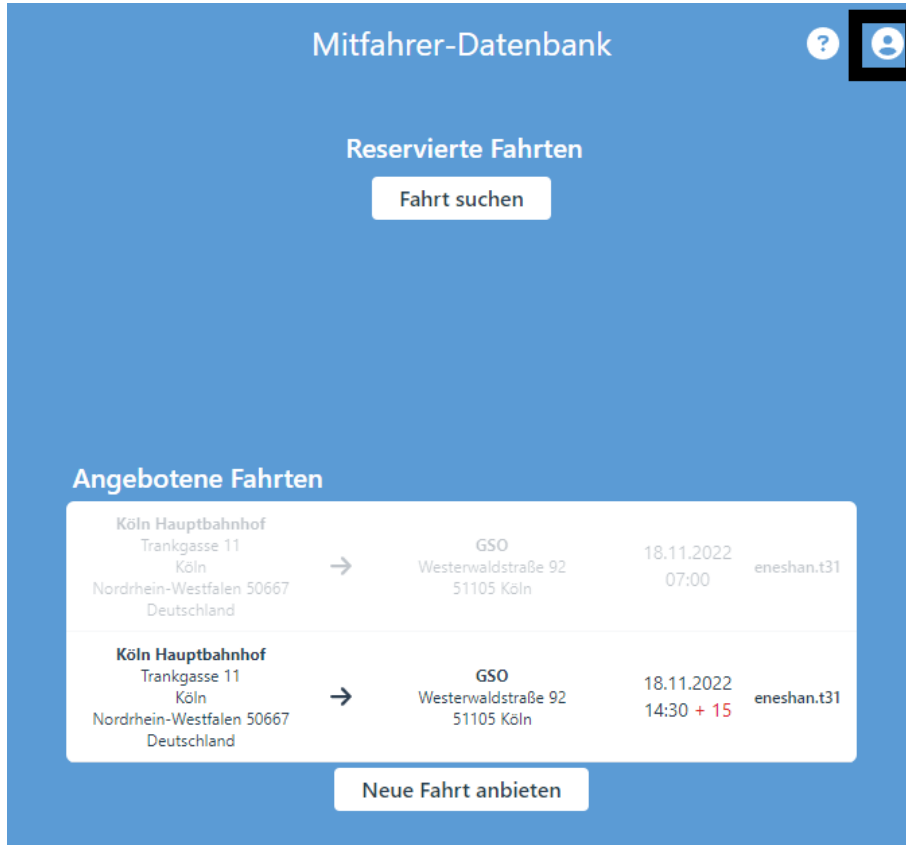 Mitfahrer-Datenbank
?
Reservierte Fahrten
Fahrt suchen
Angebotene Fahrten
Köln Hauptbahnhof
Trankgasse 11
Köln
Nordrhein-Westfalen 50667
Deutschland
→
GSO
Westerwaldstraße 92
51105 Köln
18.11.2022
07:00
eneshan.t31
Köln Hauptbahnhof
Trankgasse 11
Köln
Nordrhein-Westfalen 50667
Deutschland
→
GSO
Westerwaldstraße 92
51105 Köln
18.11.2022
14:30 + 15
eneshan.t31
Neue Fahrt anbieten